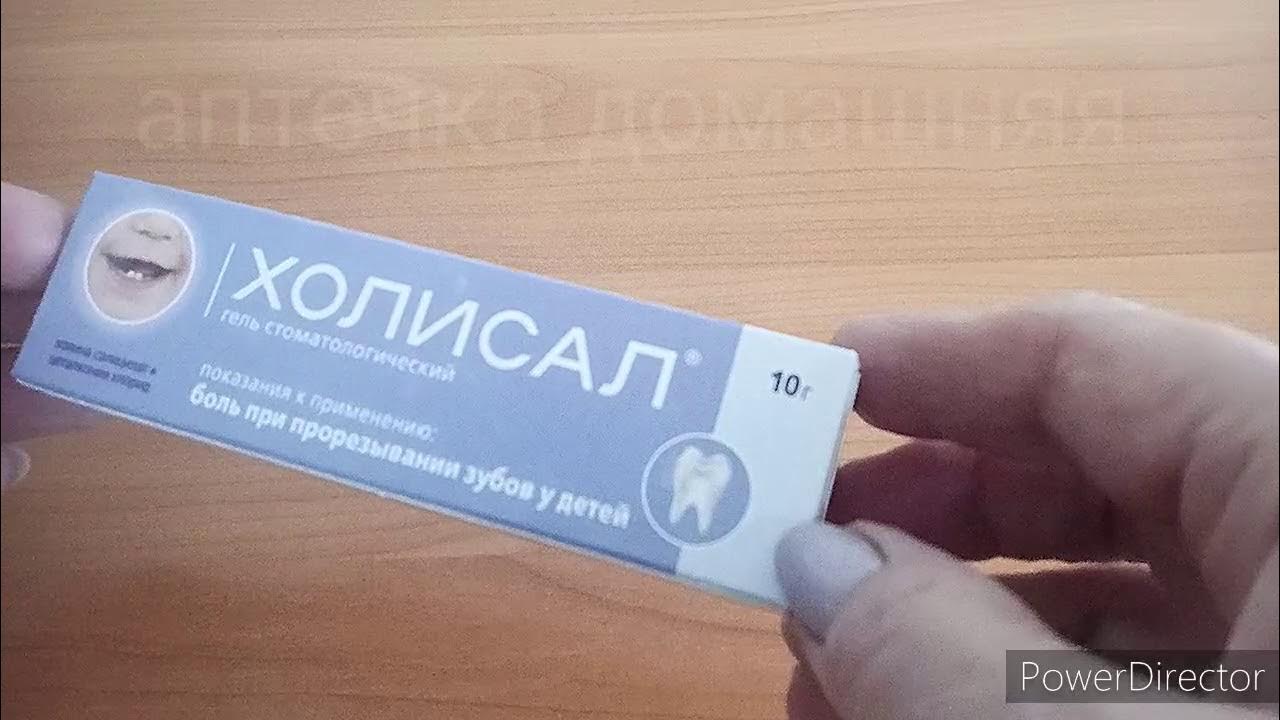 аптечка домашняя
ХОЛИСАЛ®
гель стоматологический
10г
показания к применению:
боль при прорезывании зубов у детей
PowerDirector